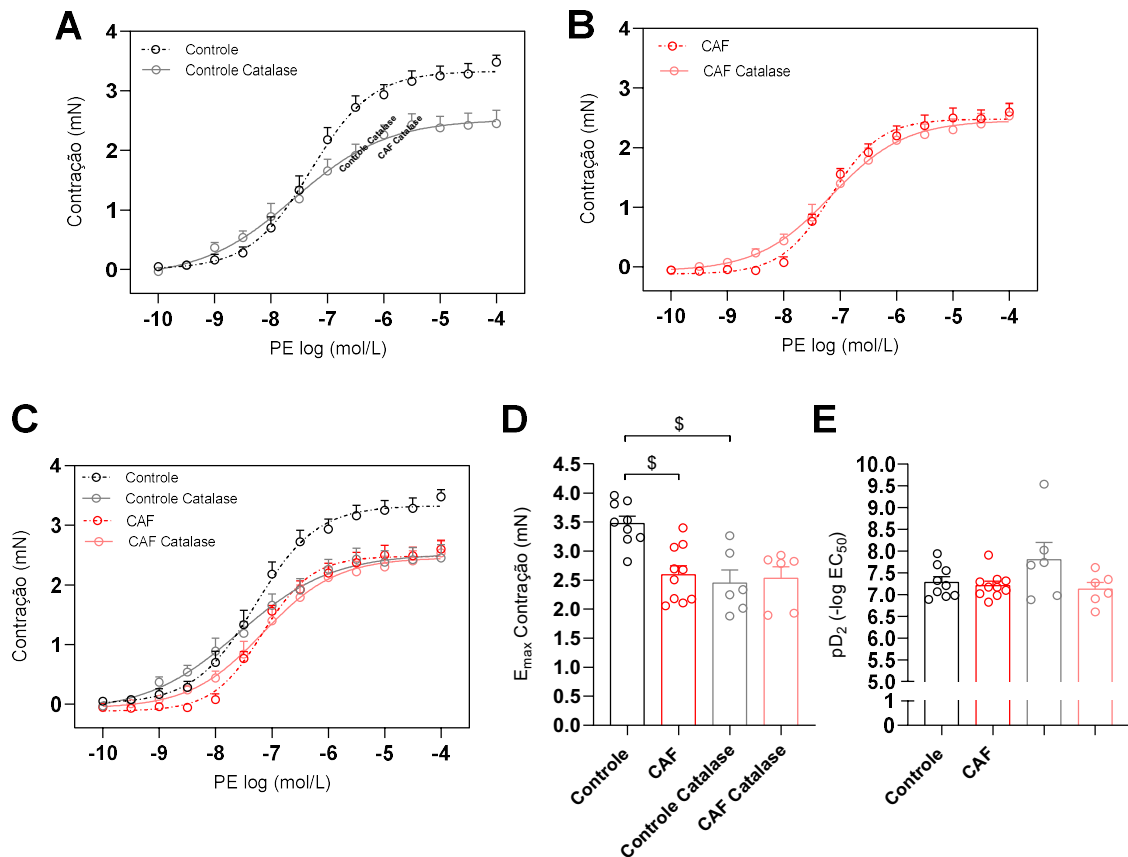 A
Controle
Controle Catalase
4
3
2
1
0
Contração (mN)
Controle Catalase
CAF Catalase
-10 -9 -8 -7 -6 -5 -4
PE log (mol/L)
B
CAF
CAF Catalase
4
3
2
1
0
Contração (mN)
-10 -9 -8 -7 -6 -5 -4
PE log (mol/L)
C
Controle
Controle Catalase
CAF
CAF Catalase
4
3
2
1
0
Contração (mN)
-10 -9 -8 -7 -6 -5 -4
PE log (mol/L)
D
$
$
4.5
4.0
3.5
3.0
2.5
2.0
1.5
1.0
0.5
0.0
Emax Contração (mN)
Controle
CAF
Controle Catalase
CAF Catalase
E
10.0
9.5
9.0
8.5
8.0
7.5
7.0
6.5
6.0
5.5
5.0
1
0
pD2 (-log EC50)
Controle
CAF